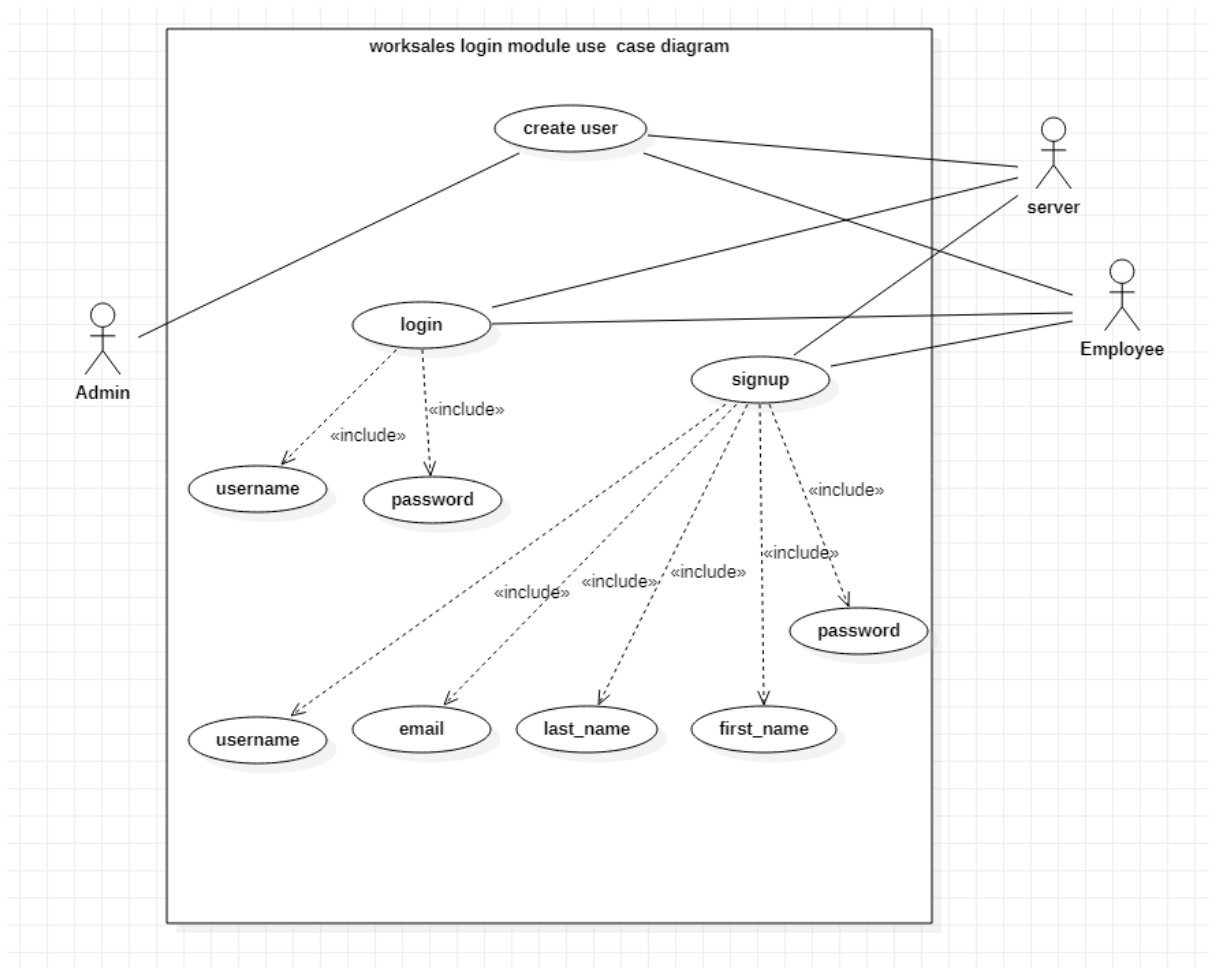 worksales login module use  case diagram
create user
server
Employee
Admin
login
signup
«include»
«include»
username
password
«include»
«include»
«include»
«include»
«include»
password
username
email
last_name
first_name